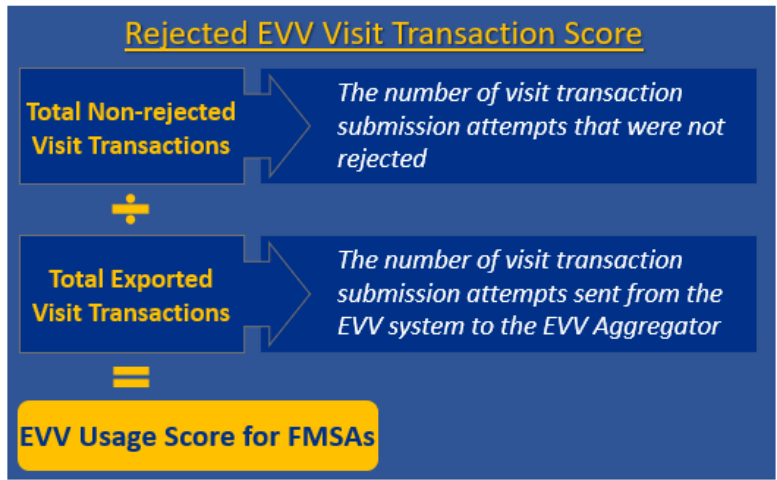 Rejected EVV Visit Transaction Score
Total Non-rejected
Visit Transactions
The number of visit transaction
submission attempts that were not
rejected
÷
Total Exported
Visit Transactions
The number of visit transaction
submission attempts sent from the
EVV system to the EVV Aggregator
=
EVV Usage Score for FMSAs